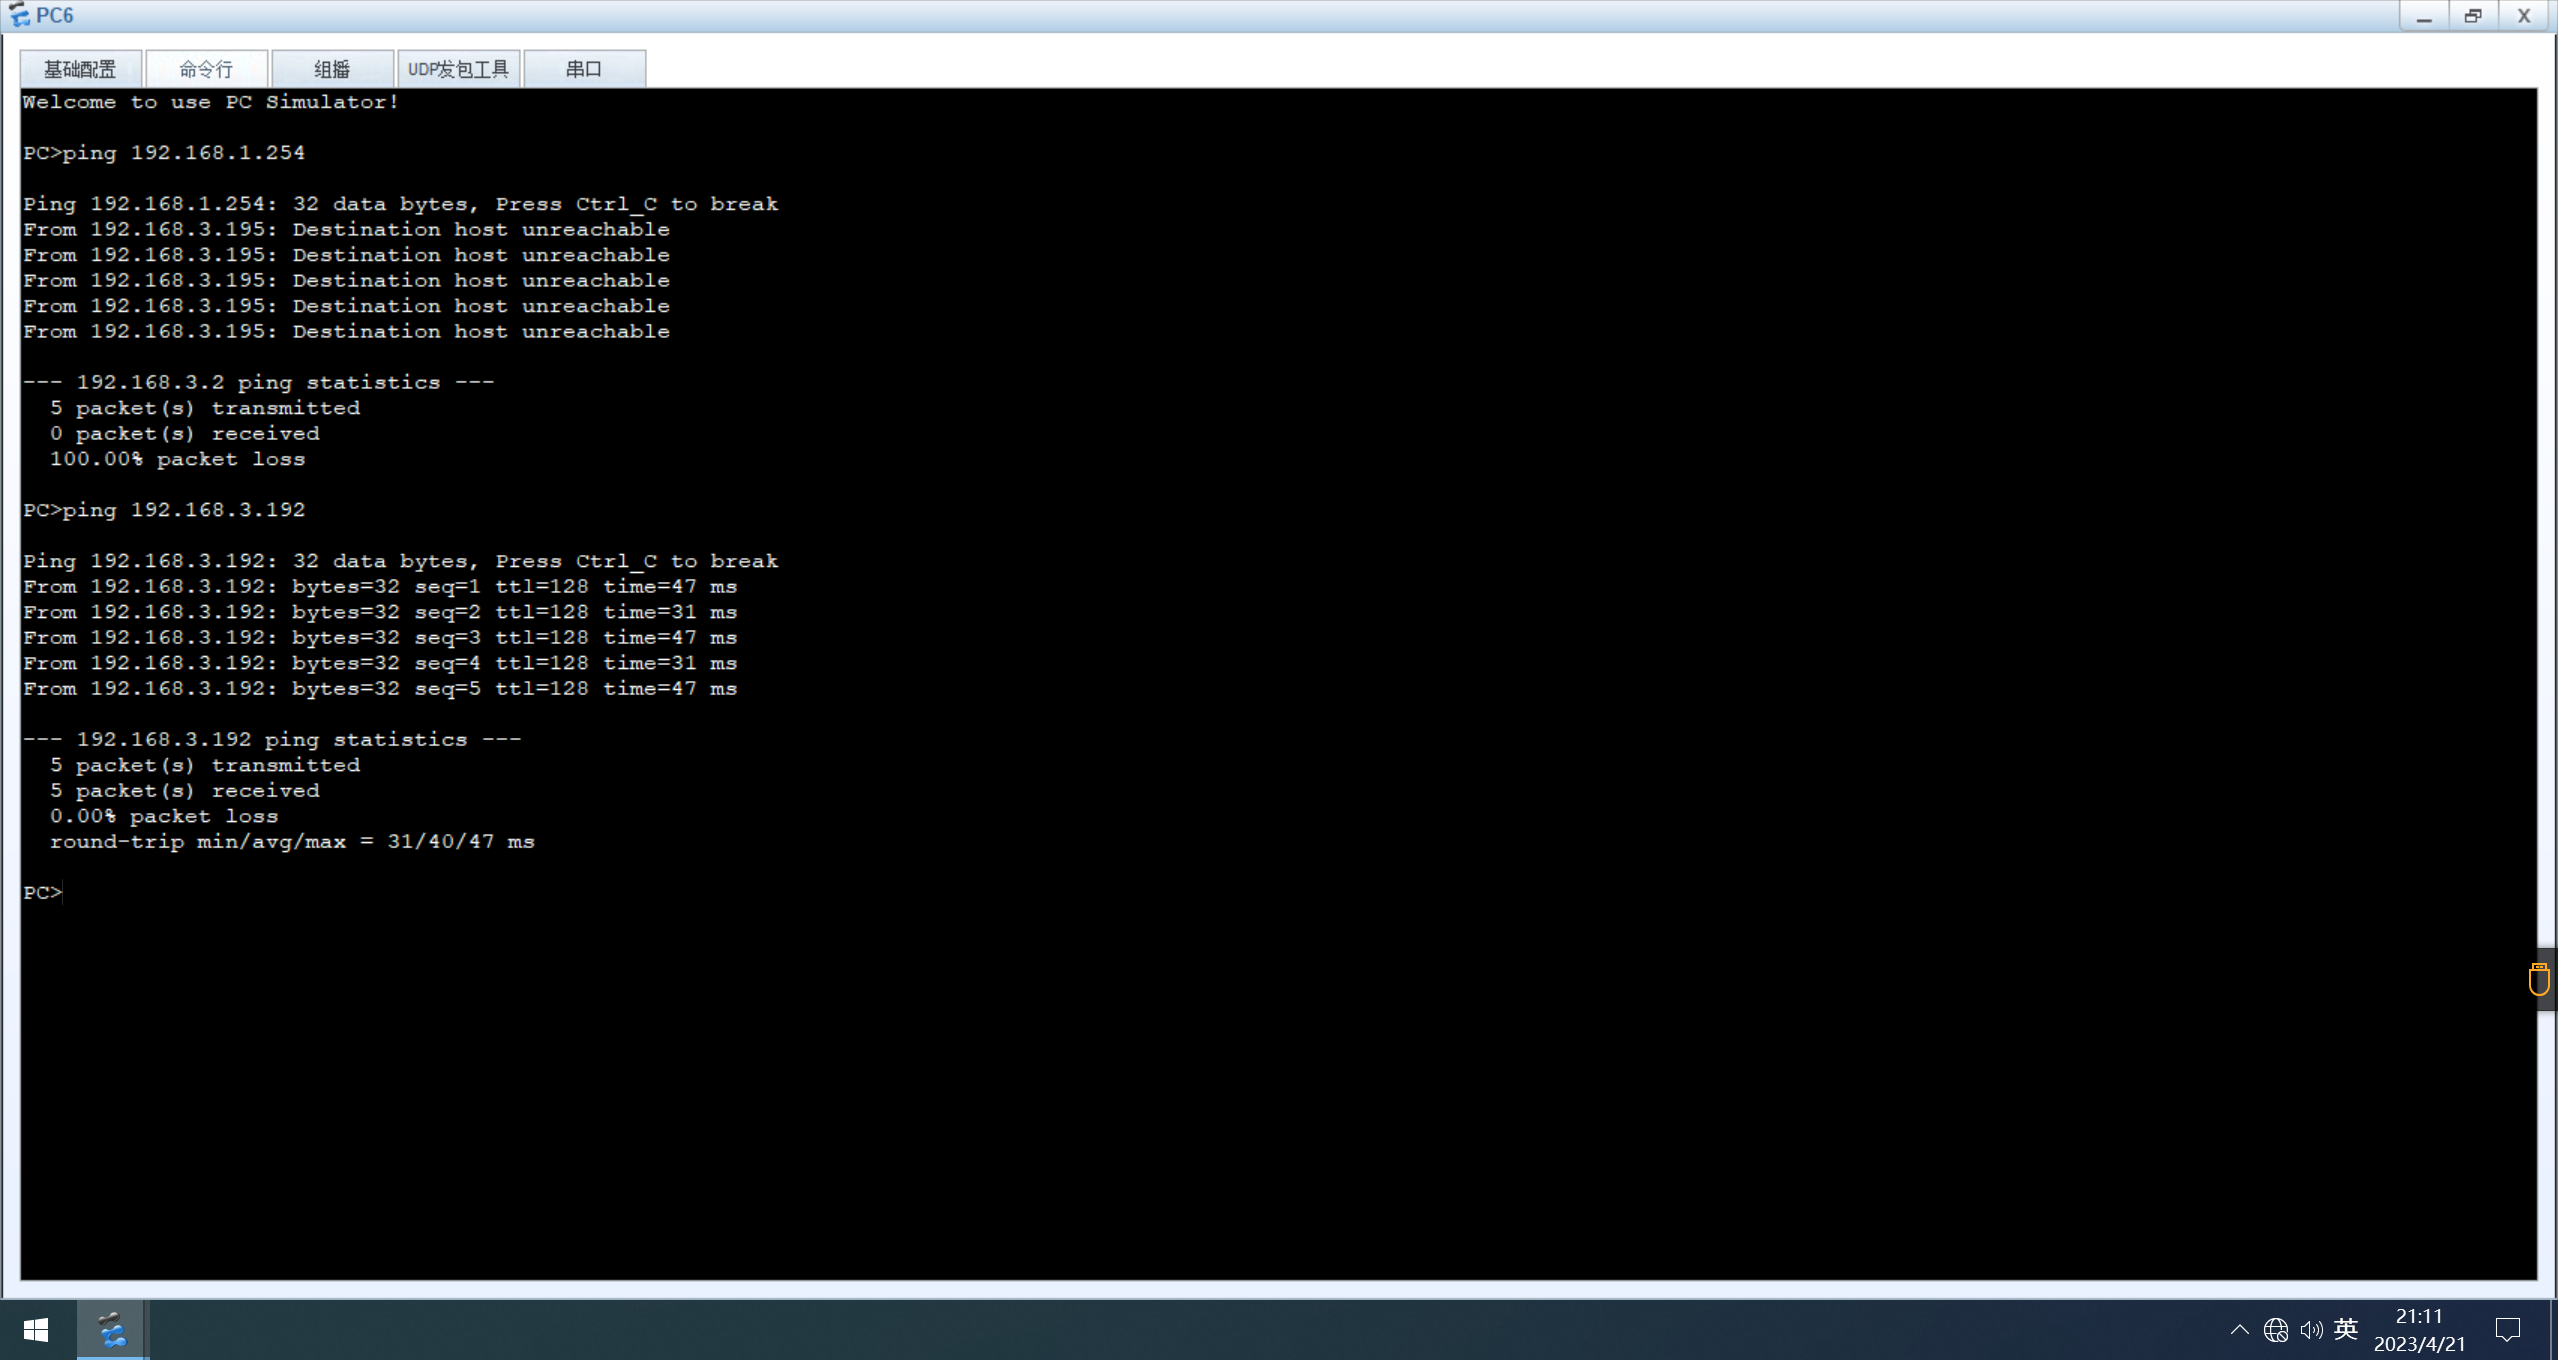 PC6
基础配置 命令行 组播 UDP发包工具 串口
Welcome to use PC Simulator!
PC>ping 192.168.1.254
Ping 192.168.1.254: 32 data bytes, Press Ctrl_C to break
From 192.168.3.195: Destination host unreachable
From 192.168.3.195: Destination host unreachable
From 192.168.3.195: Destination host unreachable
From 192.168.3.195: Destination host unreachable
From 192.168.3.195: Destination host unreachable
--- 192.168.3.2 ping statistics ---
5 packet(s) transmitted
0 packet(s) received
100.00% packet loss
PC>ping 192.168.3.192
Ping 192.168.3.192: 32 data bytes, Press Ctrl_C to break
From 192.168.3.192: bytes=32 seq=1 ttl=128 time=47 ms
From 192.168.3.192: bytes=32 seq=2 ttl=128 time=31 ms
From 192.168.3.192: bytes=32 seq=3 ttl=128 time=47 ms
From 192.168.3.192: bytes=32 seq=4 ttl=128 time=31 ms
From 192.168.3.192: bytes=32 seq=5 ttl=128 time=47 ms
--- 192.168.3.192 ping statistics ---
5 packet(s) transmitted
5 packet(s) received
0.00% packet loss
round-trip min/avg/max = 31/40/47 ms
PC>
英
21:11
2023/4/21